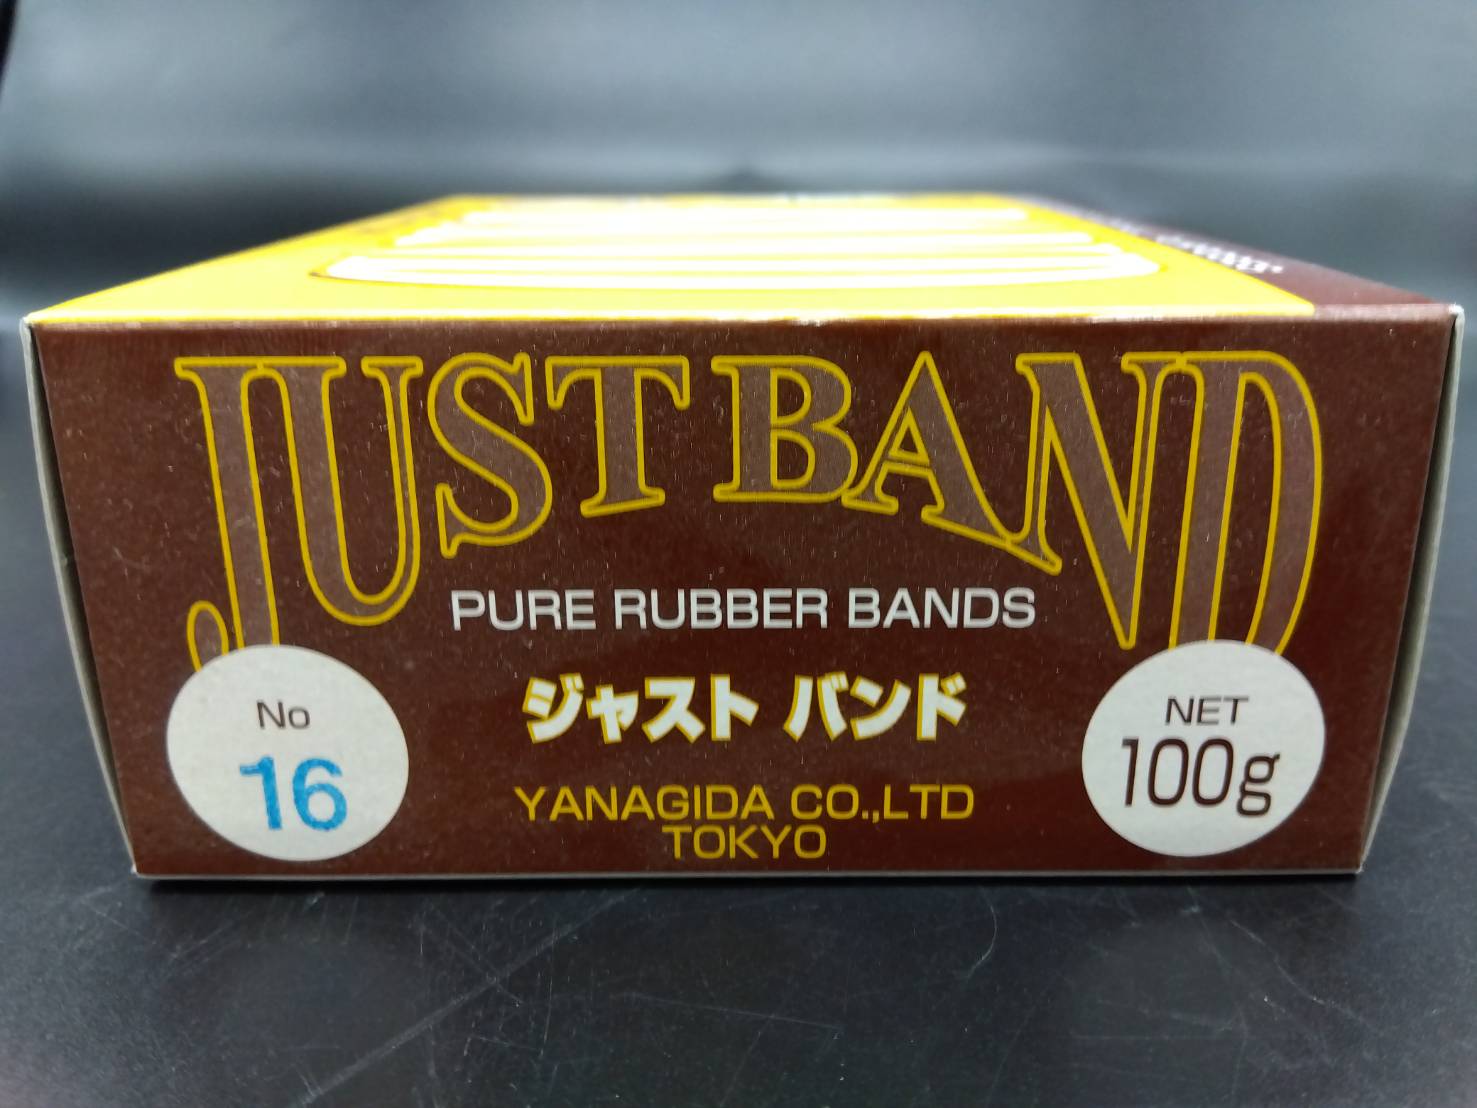 JUST BAND
PURE RUBBER BANDS
ジャスト バンド
YANAGIDA CO.,LTD
TOKYO
No
16
NET
100g